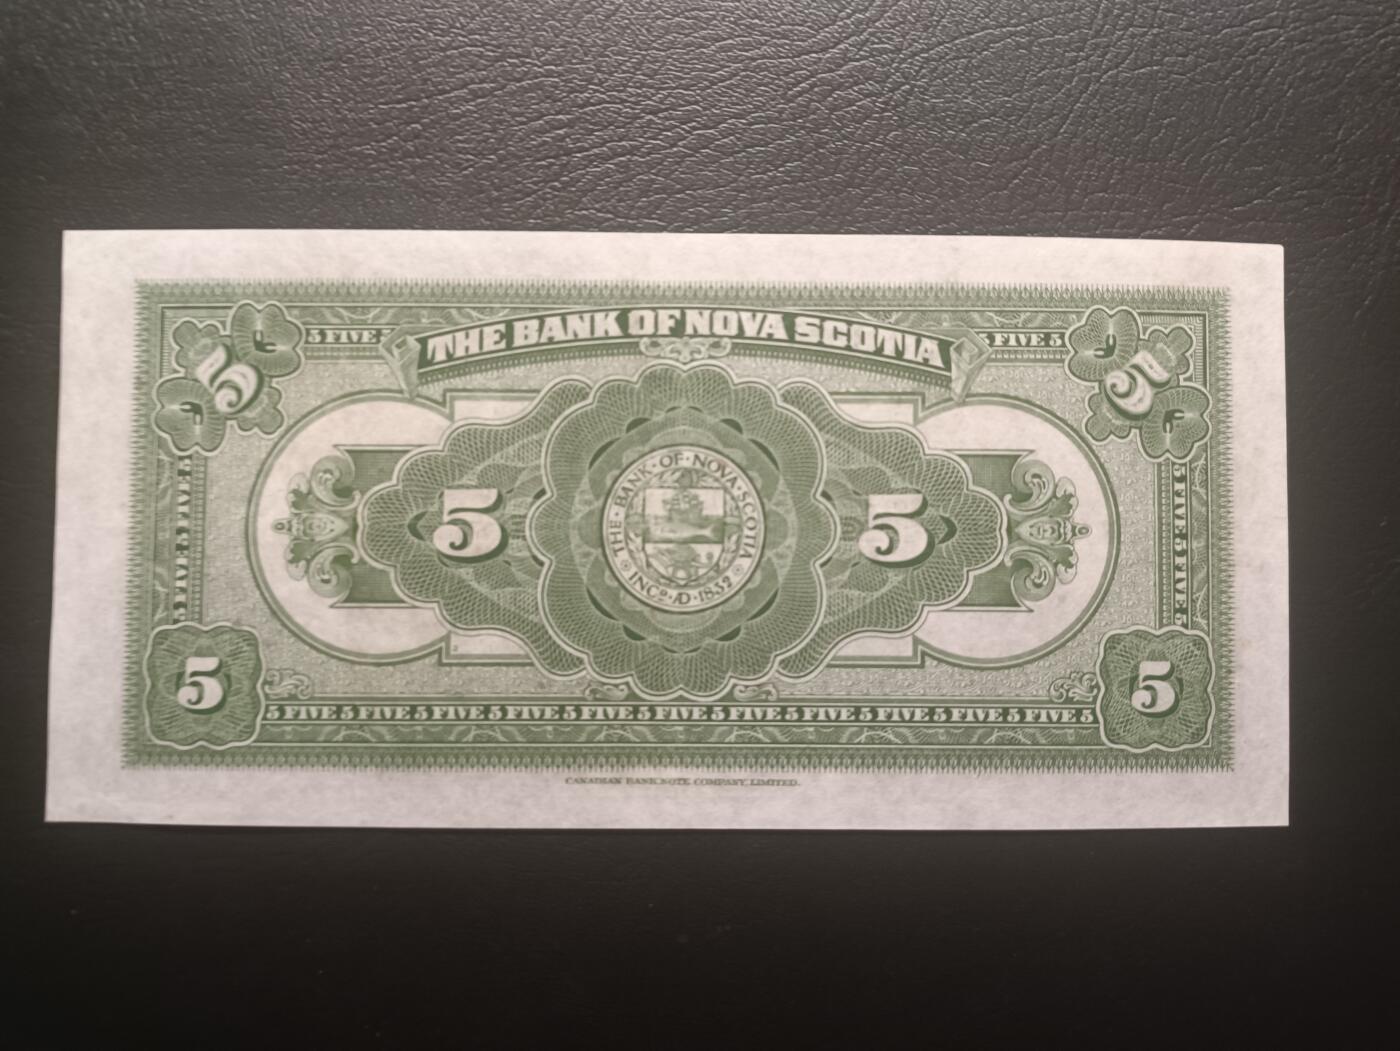 THE BANK OF NOVA SCOTIA
5 FIVE 5
5 FIVE 5
5
5
5 FIVE 5 FIVE 5
5 FIVE 5 FIVE 5
THE · BANK · OF · NOVA · SCOTIA
INCD. AD · 1832
5
5
5
5
5 FIVE 5 FIVE 5 FIVE 5 FIVE 5 FIVE 5 FIVE 5 FIVE 5 FIVE 5 FIVE 5 FIVE 5 FIVE 5
CANADIAN BANK NOTE COMPANY, LIMITED.